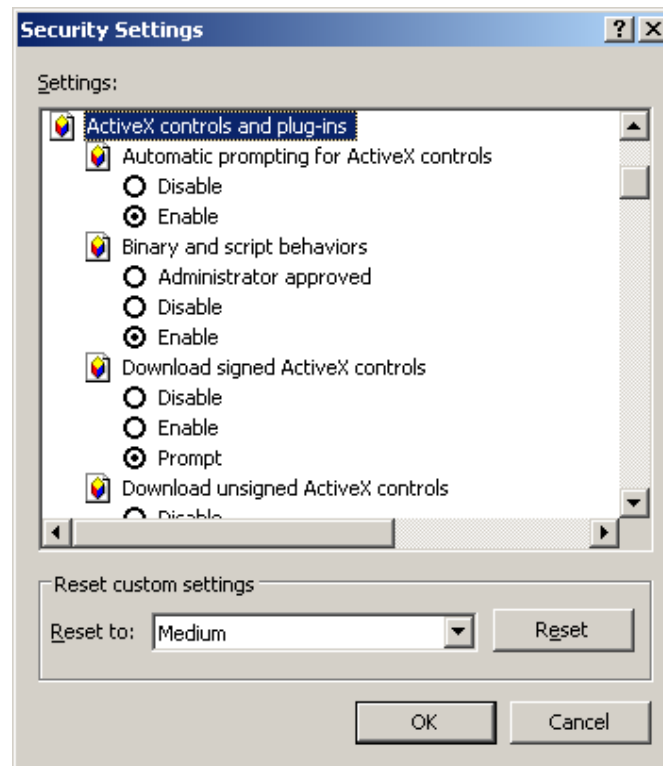 Security Settings
Settings:
ActiveX controls and plug-ins
Automatic prompting for ActiveX controls
Disable
Enable
Binary and script behaviors
Administrator approved
Disable
Enable
Download signed ActiveX controls
Disable
Enable
Prompt
Download unsigned ActiveX controls
Disable
Reset custom settings
Reset to: Medium Reset
OK Cancel